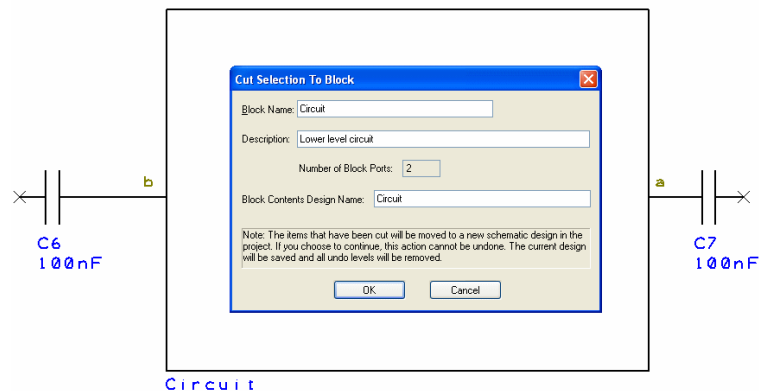 Cut Selection To Block
Block Name: Circuit
Description: Lower level circuit
Number of Block Ports: 2
b
a
Block Contents Design Name: Circuit
Note: The items that have been cut will be moved to a new schematic design in the
project. If you choose to continue, this action cannot be undone. The current design
will be saved and all undo levels will be removed.
C6
100nF
C7
100nF
OK Cancel
Circuit